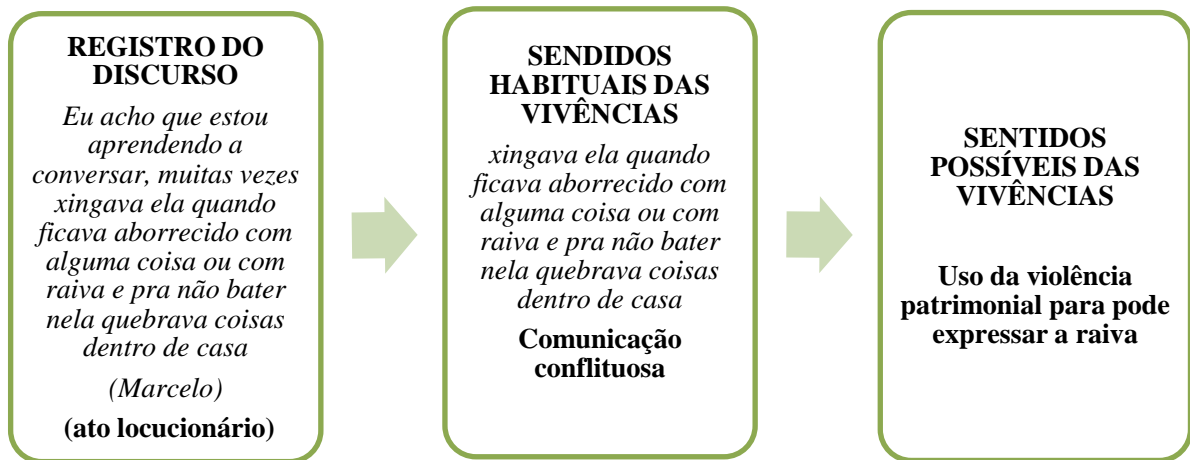 REGISTRO DO
DISCURSO
Eu acho que estou
aprendendo a
conversar, muitas vezes
xingava ela quando
ficava aborrecido com
alguma coisa ou com
raiva e pra não bater
nela quebrava coisas
dentro de casa
(Marcelo)
(ato locucionário)
SENDIDOS
HABITUAIS DAS
VIVÊNCIAS
xingava ela quando
ficava aborrecido com
alguma coisa ou com
raiva e pra não bater
nela quebrava coisas
dentro de casa
Comunicação
conflituosa
SENTIDOS
POSSÍVEIS DAS
VIVÊNCIAS
Uso da violência
patrimonial para pode
expressar a raiva